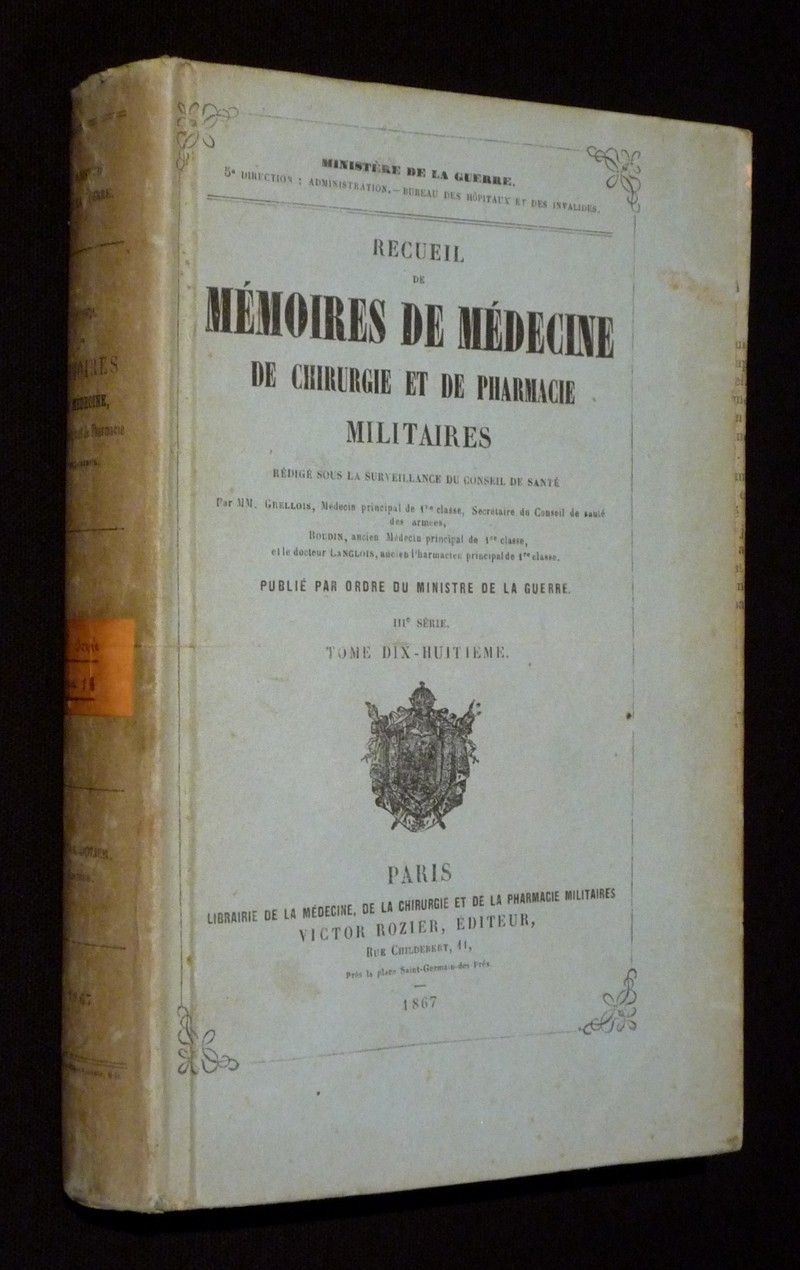 MINISTÈRE DE LA GUERRE.
5e DIRECTION : ADMINISTRATION.—BUREAU DES HÔPITAUX ET DES INVALIDES.
RECUEIL
DE
MÉMOIRES DE MÉDECINE
DE CHIRURGIE ET DE PHARMACIE
MILITAIRES
RÉDIGÉ SOUS LA SURVEILLANCE DU CONSEIL DE SANTÉ
Par MM. GRELLOIS, Médecin principal de 1re classe, Secrétaire du Conseil de santé
des armées,
BOUDIN, ancien Médecin principal de 1re classe,
et le docteur LANGLOIS, ancien Pharmacien principal de 1re classe.
PUBLIÉ PAR ORDRE DU MINISTRE DE LA GUERRE.
IIIe SÉRIE.
TOME DIX-HUITIÈME.
PARIS
LIBRAIRIE DE LA MÉDECINE, DE LA CHIRURGIE ET DE LA PHARMACIE MILITAIRES
VICTOR ROZIER, ÉDITEUR,
RUE CHILDEBERT, 11,
Près la place Saint-Germain-des-Prés.
1867
MÉDECINE,
et de Pharmacie
1867